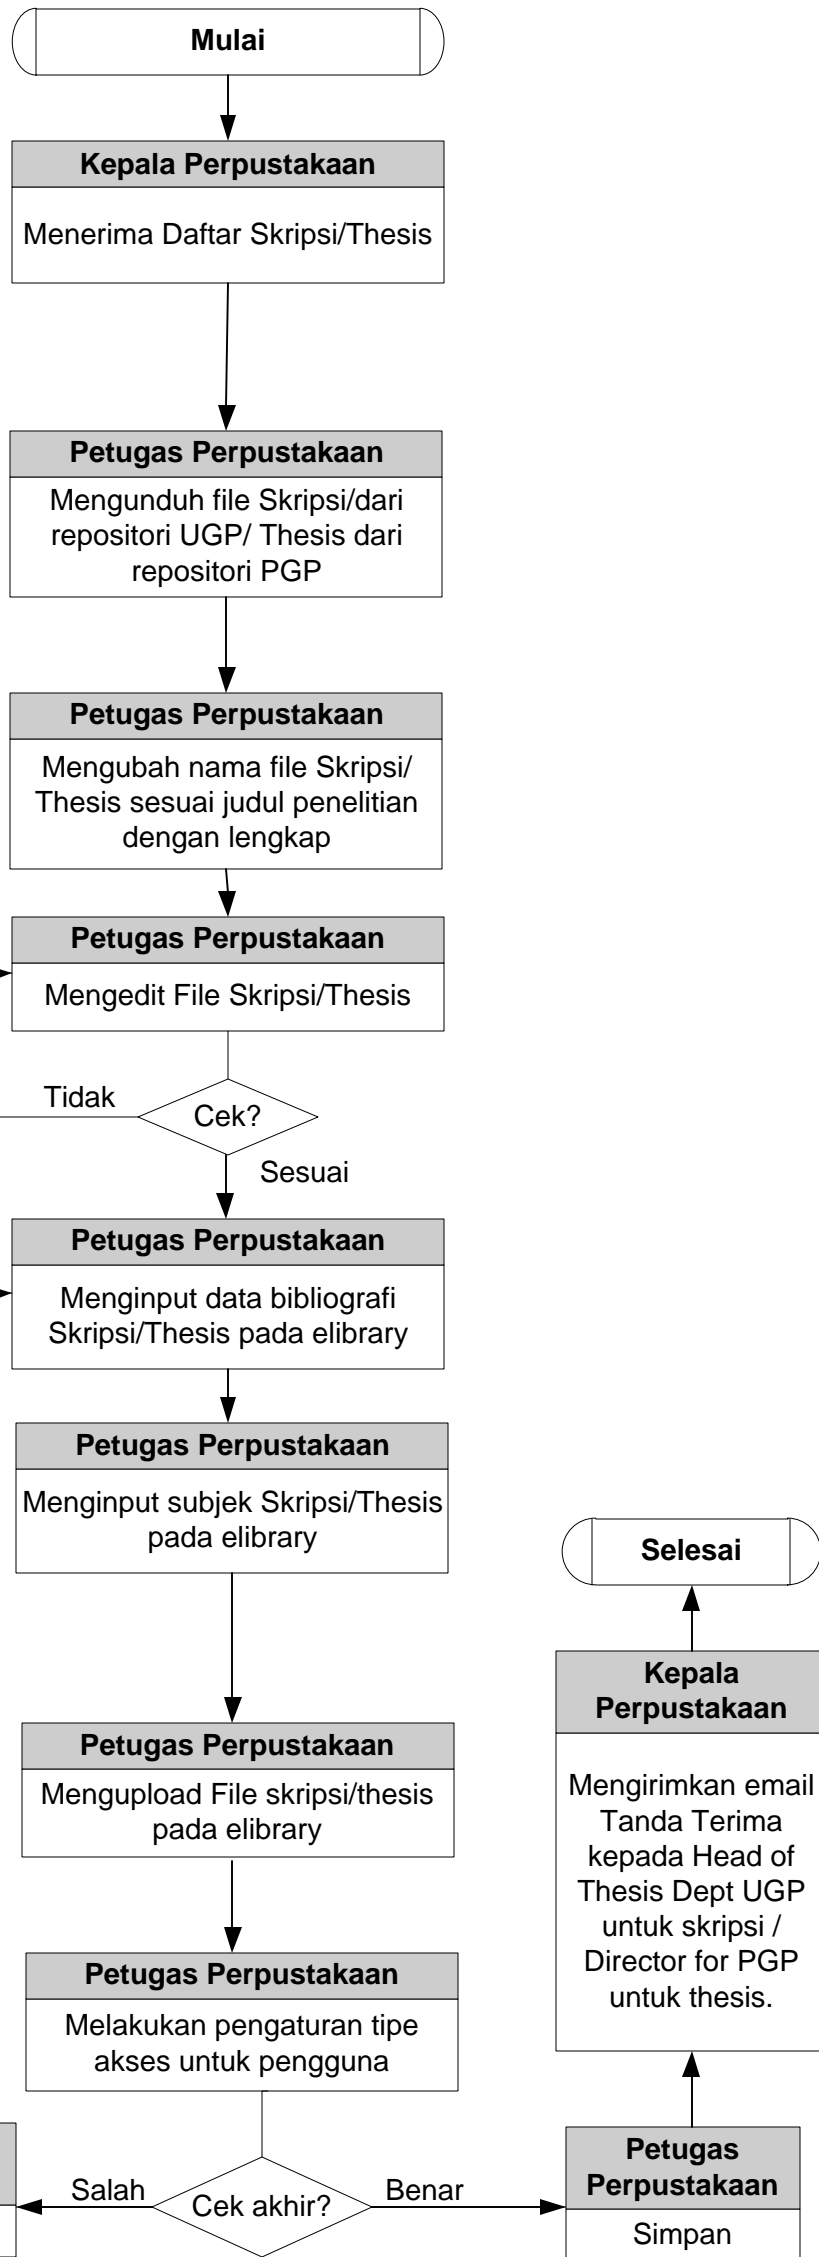 Mulai
Kepala Perpustakaan
Menerima Daftar Skripsi/Thesis
Petugas Perpustakaan
Mengunduh file Skripsi/dari
repositori UGP/ Thesis dari
repositori PGP
Petugas Perpustakaan
Mengubah nama file Skripsi/
Thesis sesuai judul penelitian
dengan lengkap
Petugas Perpustakaan
Mengedit File Skripsi/Thesis
Tidak
Cek?
Sesuai
Petugas Perpustakaan
Menginput data bibliografi
Skripsi/Thesis pada elibrary
Petugas Perpustakaan
Menginput subjek Skripsi/Thesis
pada elibrary
Petugas Perpustakaan
Mengupload File skripsi/thesis
pada elibrary
Petugas Perpustakaan
Melakukan pengaturan tipe
akses untuk pengguna
Salah
Cek akhir?
Benar
Petugas
Perpustakaan
Simpan
Kepala
Perpustakaan
Mengirimkan email
Tanda Terima
kepada Head of
Thesis Dept UGP
untuk skripsi /
Director for PGP
untuk thesis.
Selesai